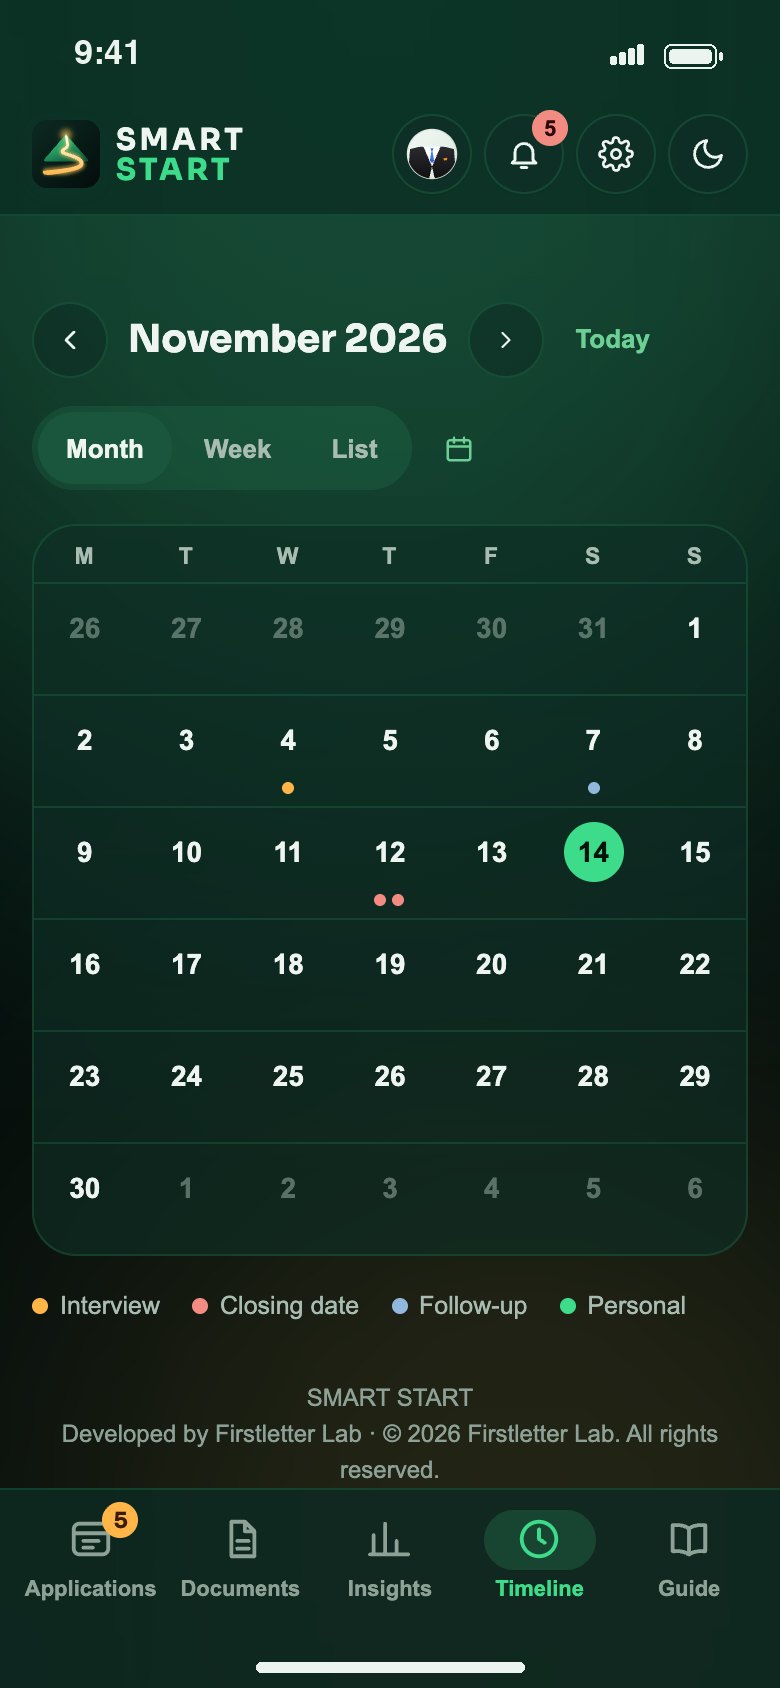 9:41
SMART
START
5
November 2026
Today
Month Week List
M T W T F S S
26 27 28 29 30 31 1
2 3 4 5 6 7 8
9 10 11 12 13 14 15
16 17 18 19 20 21 22
23 24 25 26 27 28 29
30 1 2 3 4 5 6
Interview Closing date Follow-up Personal
SMART START
Developed by Firstletter Lab · © 2026 Firstletter Lab. All rights
reserved.
5
Applications Documents Insights Timeline Guide